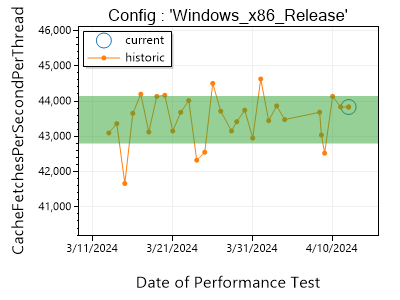 Config : 'Windows_x86_Release'
current
historic
CacheFetchesPerSecondPerThread
46,000
45,000
44,000
43,000
42,000
41,000
3/11/2024
3/21/2024
3/31/2024
4/10/2024
Date of Performance Test